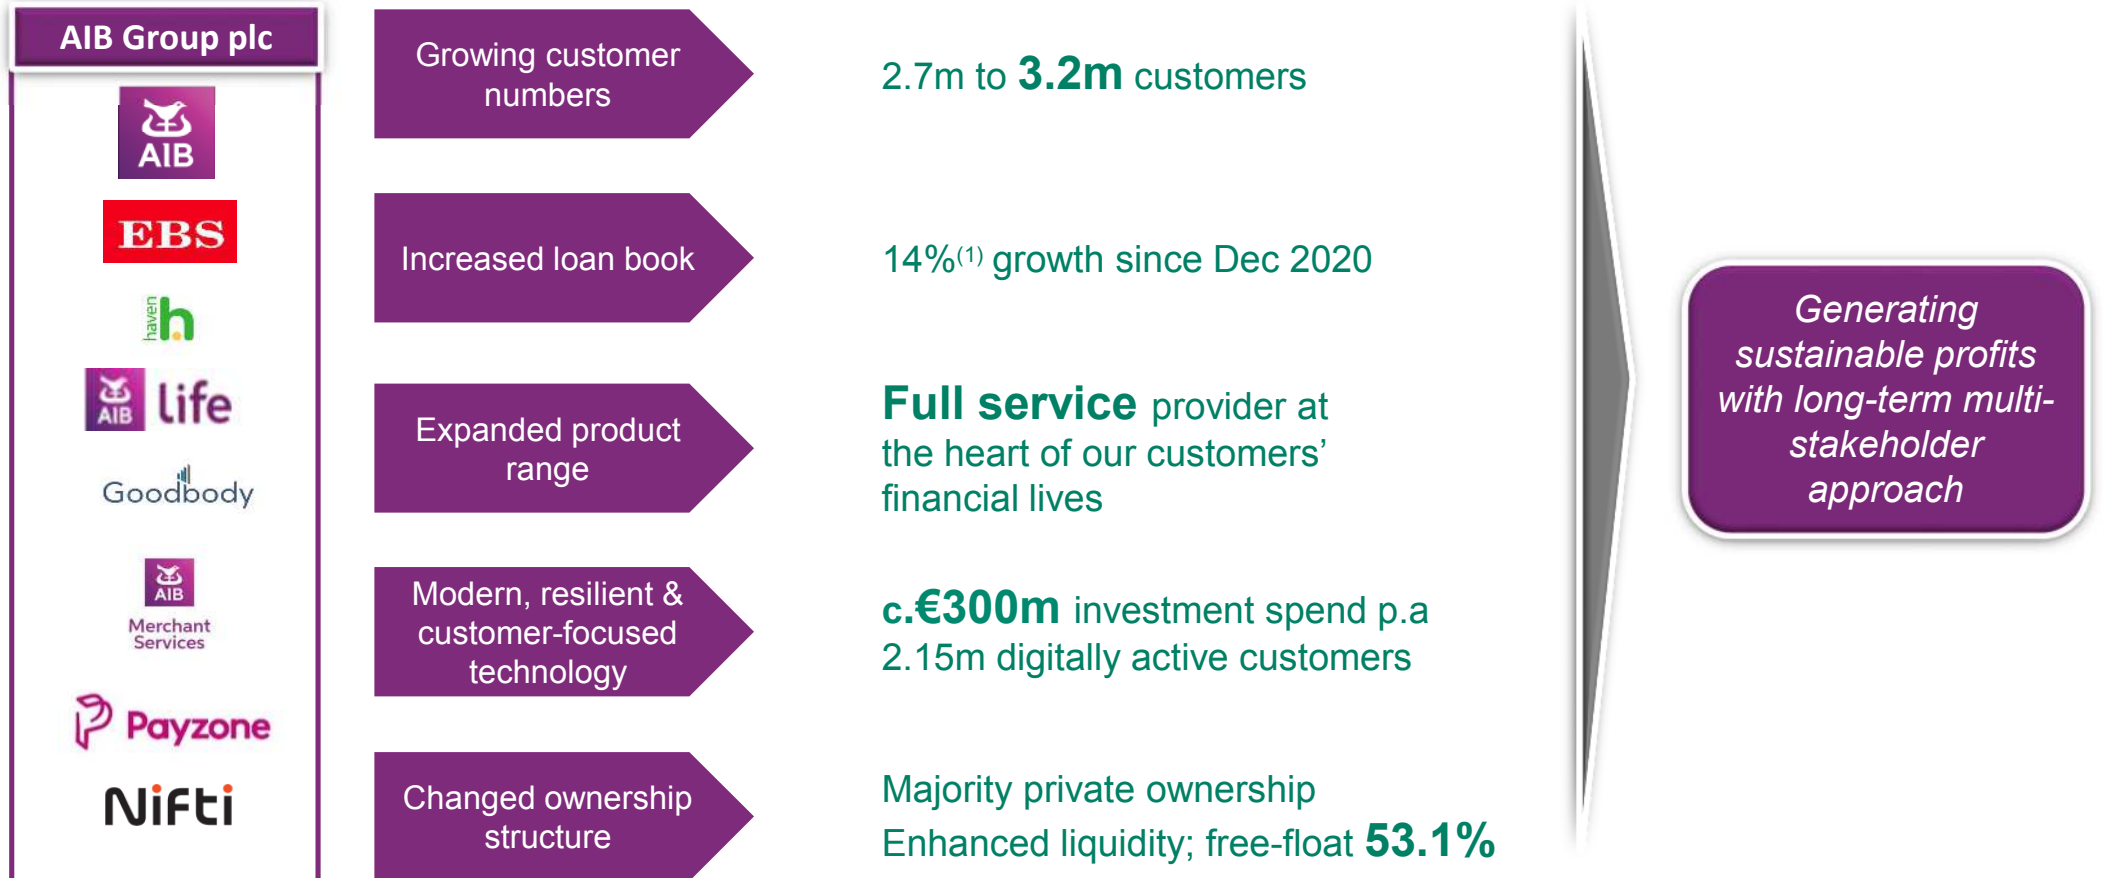 AIB Group plc
AIB
EBS
haven
h
AIB life
Goodbody
AIB
Merchant
Services
Payzone
Nifti
Growing customer
numbers
2.7m to 3.2m customers
Increased loan book
14%(1) growth since Dec 2020
Expanded product
range
Full service provider at
the heart of our customers’
financial lives
Modern, resilient &
customer-focused
technology
c.€300m investment spend p.a
2.15m digitally active customers
Changed ownership
structure
Majority private ownership
Enhanced liquidity; free-float 53.1%
Generating
sustainable profits
with long-term multi-
stakeholder
approach